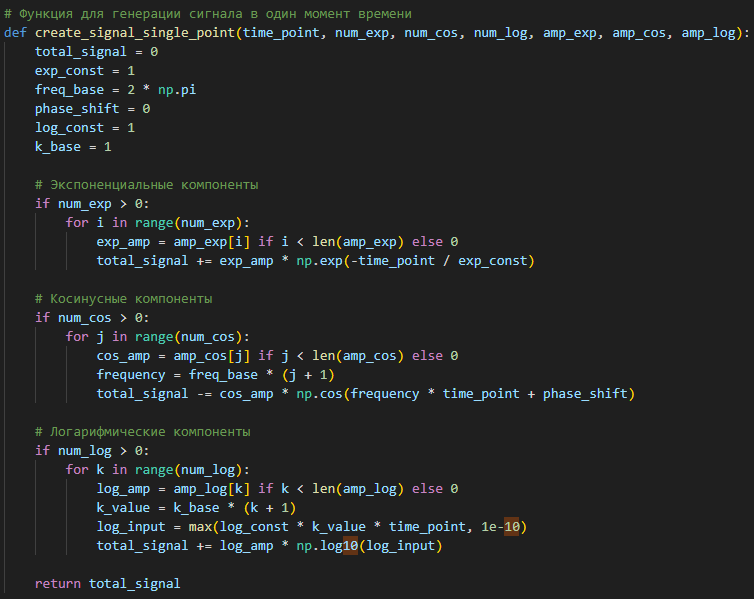 # Функция для генерации сигнала в один момент времени
def create_signal_single_point(time_point, num_exp, num_cos, num_log, amp_exp, amp_cos, amp_log):
    total_signal = 0
    exp_const = 1
    freq_base = 2 * np.pi
    phase_shift = 0
    log_const = 1
    k_base = 1

    # Экспоненциальные компоненты
    if num_exp > 0:
        for i in range(num_exp):
            exp_amp = amp_exp[i] if i < len(amp_exp) else 0
            total_signal += exp_amp * np.exp(-time_point / exp_const)

    # Косинусные компоненты
    if num_cos > 0:
        for j in range(num_cos):
            cos_amp = amp_cos[j] if j < len(amp_cos) else 0
            frequency = freq_base * (j + 1)
            total_signal -= cos_amp * np.cos(frequency * time_point + phase_shift)

    # Логарифмические компоненты
    if num_log > 0:
        for k in range(num_log):
            log_amp = amp_log[k] if k < len(amp_log) else 0
            k_value = k_base * (k + 1)
            log_input = max(log_const * k_value * time_point, 1e-10)
            total_signal += log_amp * np.log10(log_input)

    return total_signal